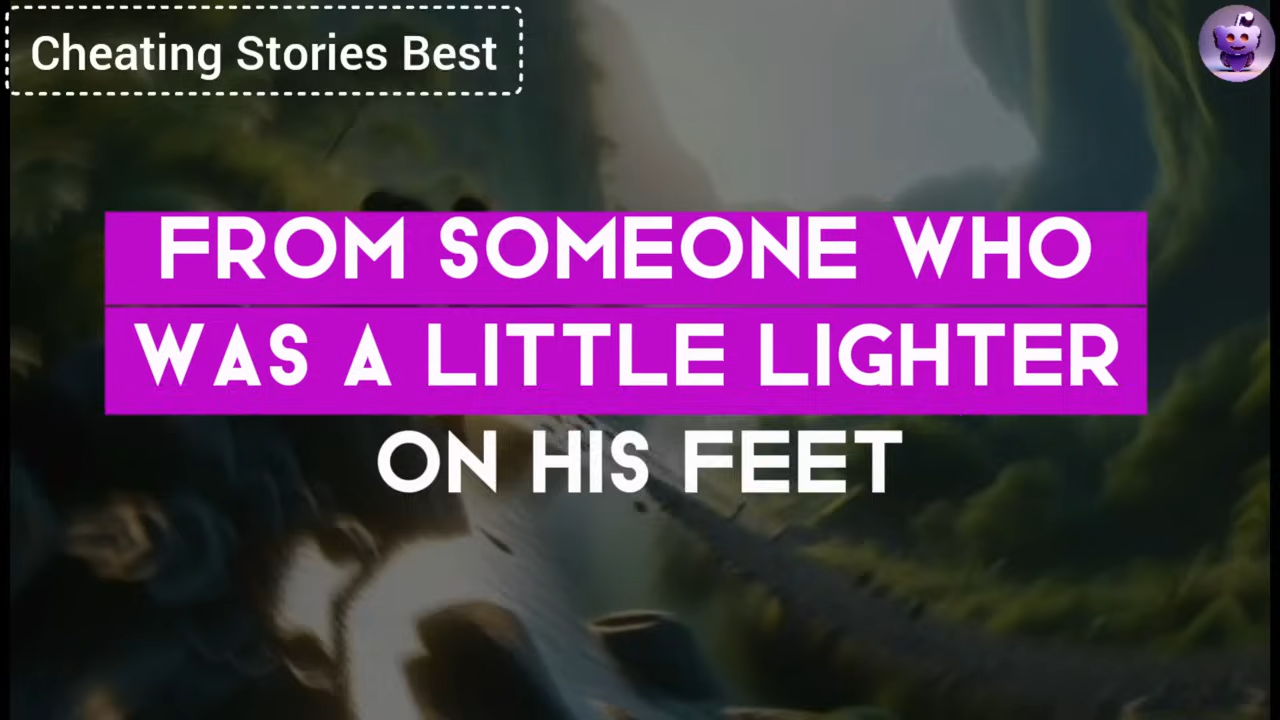 Cheating Stories Best
FROM SOMEONE WHO
WAS A LITTLE LIGHTER
ON HIS FEET